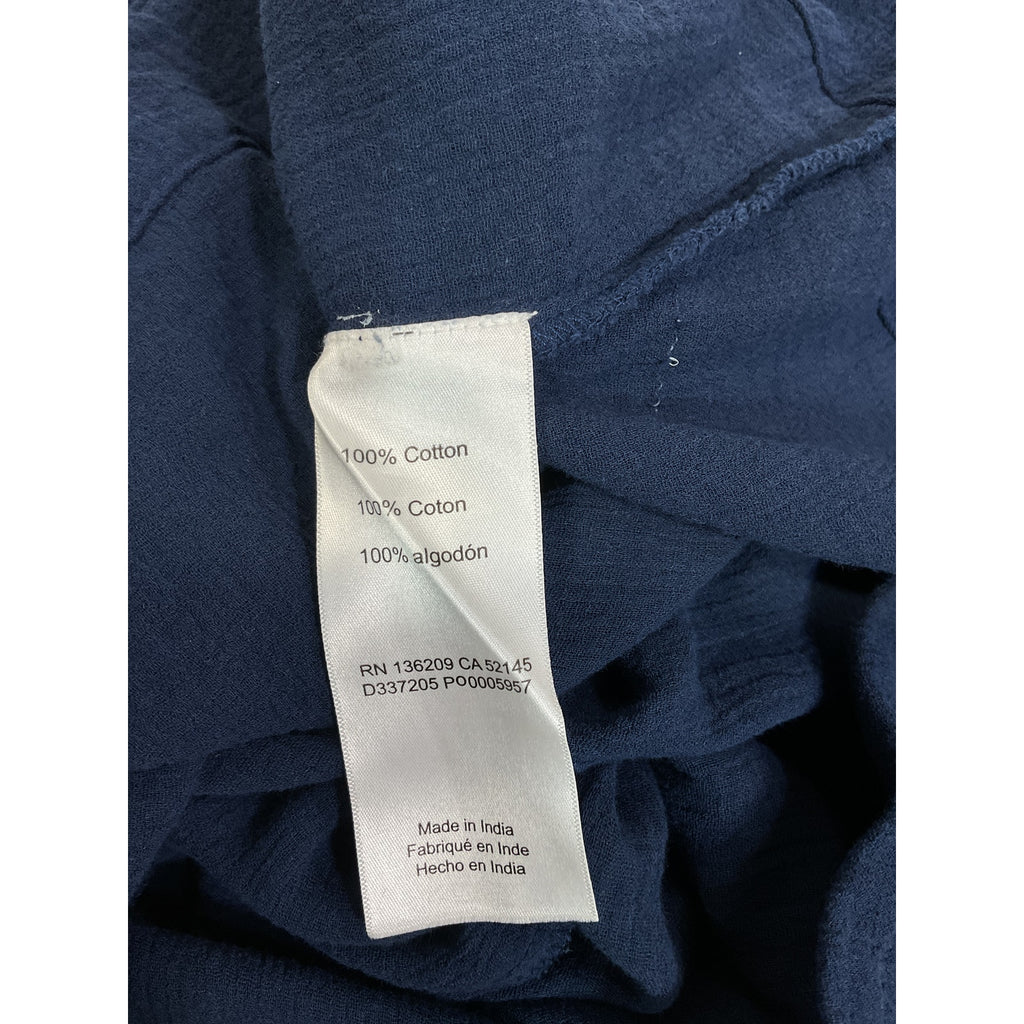 100% Cotton
100% Coton
100% algodón
RN 136209 CA 52145
D337205 PO0005957
Made in India
Fabriqué en Inde
Hecho en India